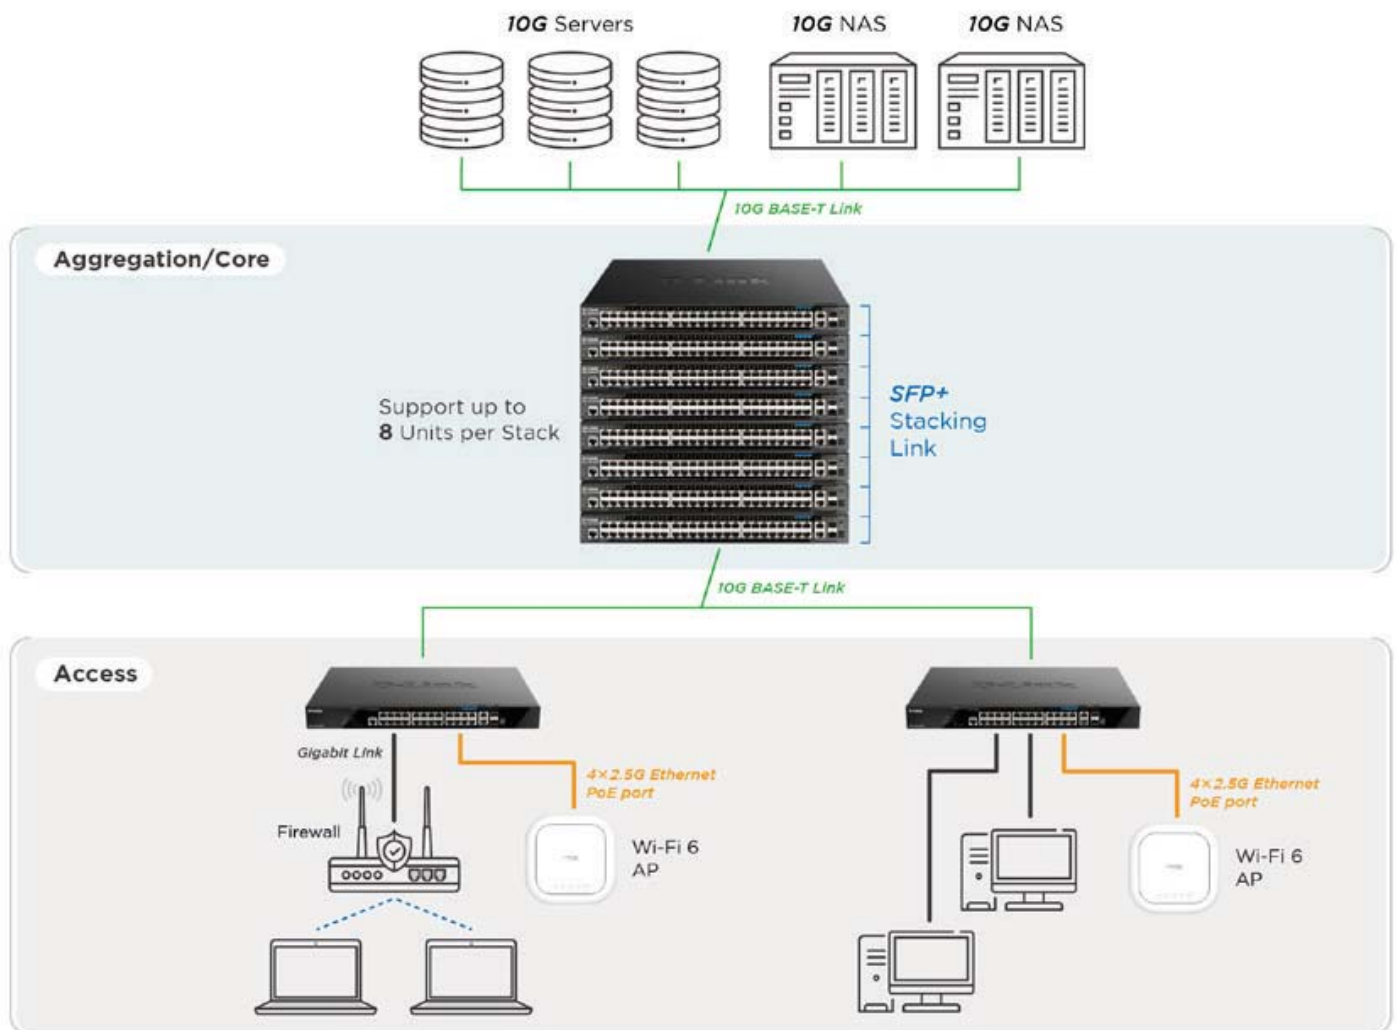 10G Servers
10G NAS
10G NAS
10G BASE-T Link
Aggregation/Core
Support up to
8 Units per Stack
SFP+
Stacking
Link
10G BASE-T Link
Access
Gigabit Link
4×2.5G Ethernet
PoE port
Firewall
Wi-Fi 6
AP
4×2.5G Ethernet
PoE port
Wi-Fi 6
AP